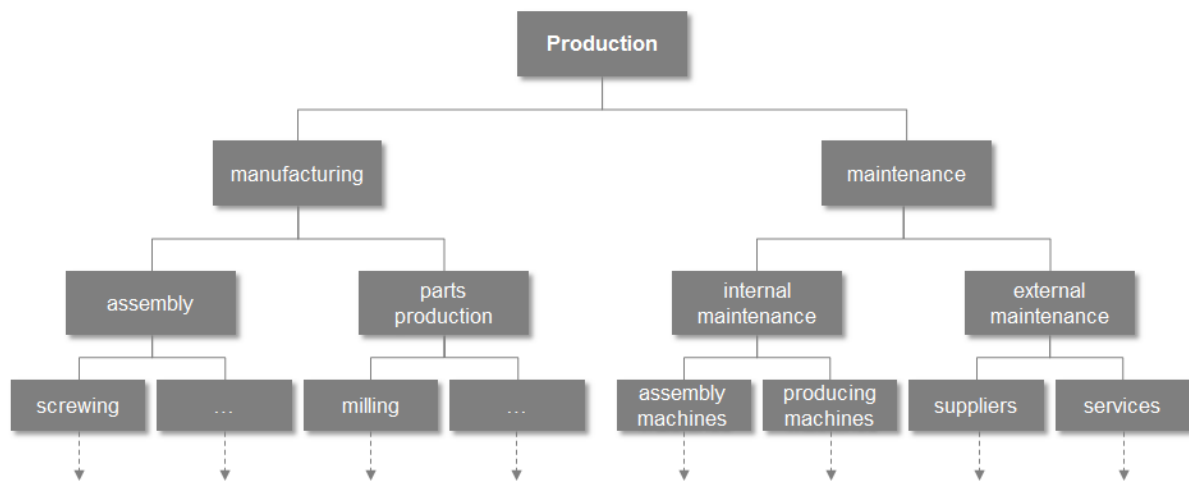 Production
manufacturing
maintenance
assembly
parts
production
internal
maintenance
external
maintenance
screwing
...
milling
...
assembly
machines
producing
machines
suppliers
services